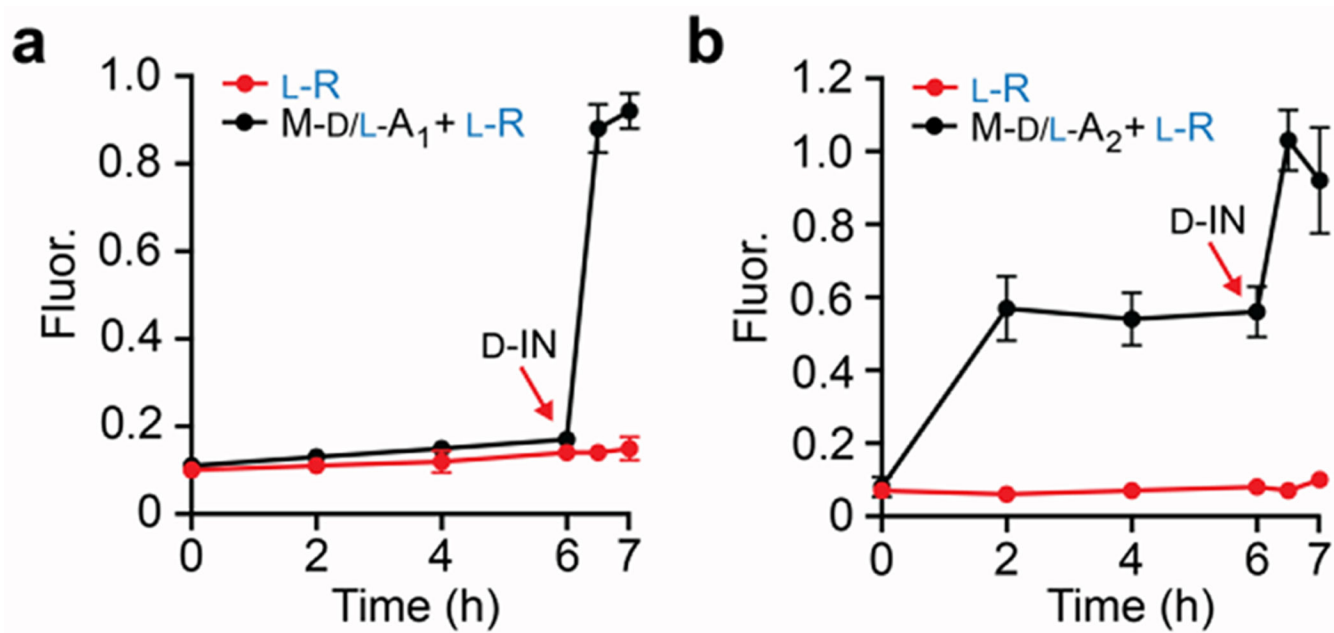 a
1.0
0.8
0.6
0.4
0.2
0
Fluor.
L-R
M-D/L-A1+ L-R
D-IN
0 2 4 6 7
Time (h)
b
1.2
1.0
0.8
0.6
0.4
0.2
0
Fluor.
L-R
M-D/L-A2+ L-R
D-IN
0 2 4 6 7
Time (h)